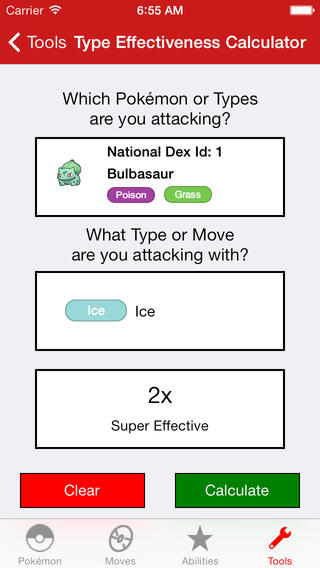 Carrier 6:55 AM
Tools Type Effectiveness Calculator
Which Pokémon or Types
are you attacking?
National Dex Id: 1
Bulbasaur
Poison Grass
What Type or Move
are you attacking with?
Ice Ice
2x
Super Effective
Clear Calculate
Pokémon Moves Abilities Tools